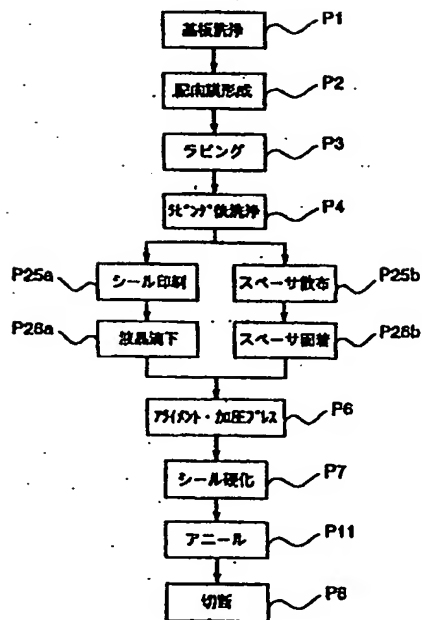 基板洗浄 P1
配向膜形成 P2
ラビング P3
ラビング後洗浄 P4
P25a シール印刷 スペーサ散布 P25b
P26a 液晶滴下 スペーサ固着 P26b
アライメント・加圧プレス P6
シール硬化 P7
アニール P11
切断 P8